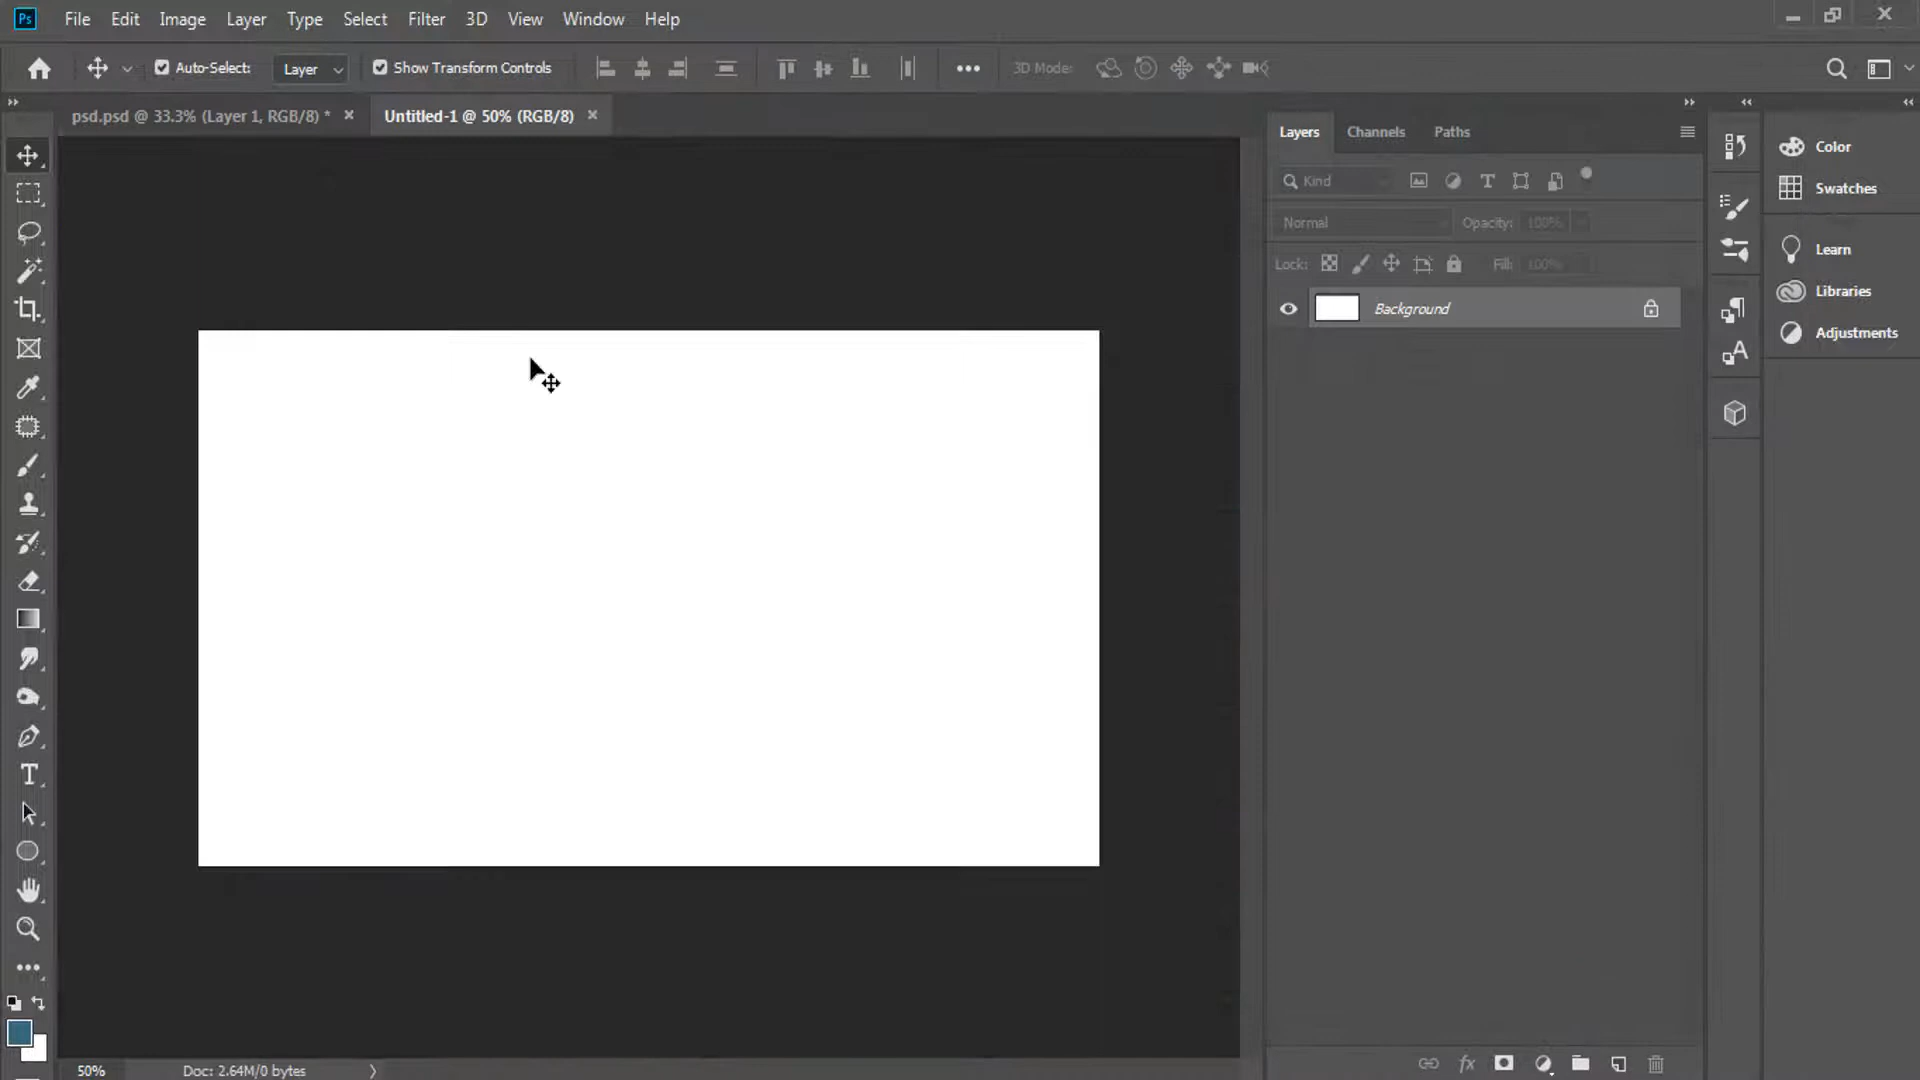 Ps File Edit Image Layer Type Select Filter 3D View Window Help
Auto-Select: Layer Show Transform Controls 3D Mode:
psd.psd @ 33.3% (Layer 1, RGB/8) * × Untitled-1 @ 50% (RGB/8) ×
Layers Channels Paths
Kind
Normal Opacity: 100%
Lock: Fill: 100%
Background
Color
Swatches
Learn
Libraries
Adjustments
50% Doc: 2.64M/0 bytes